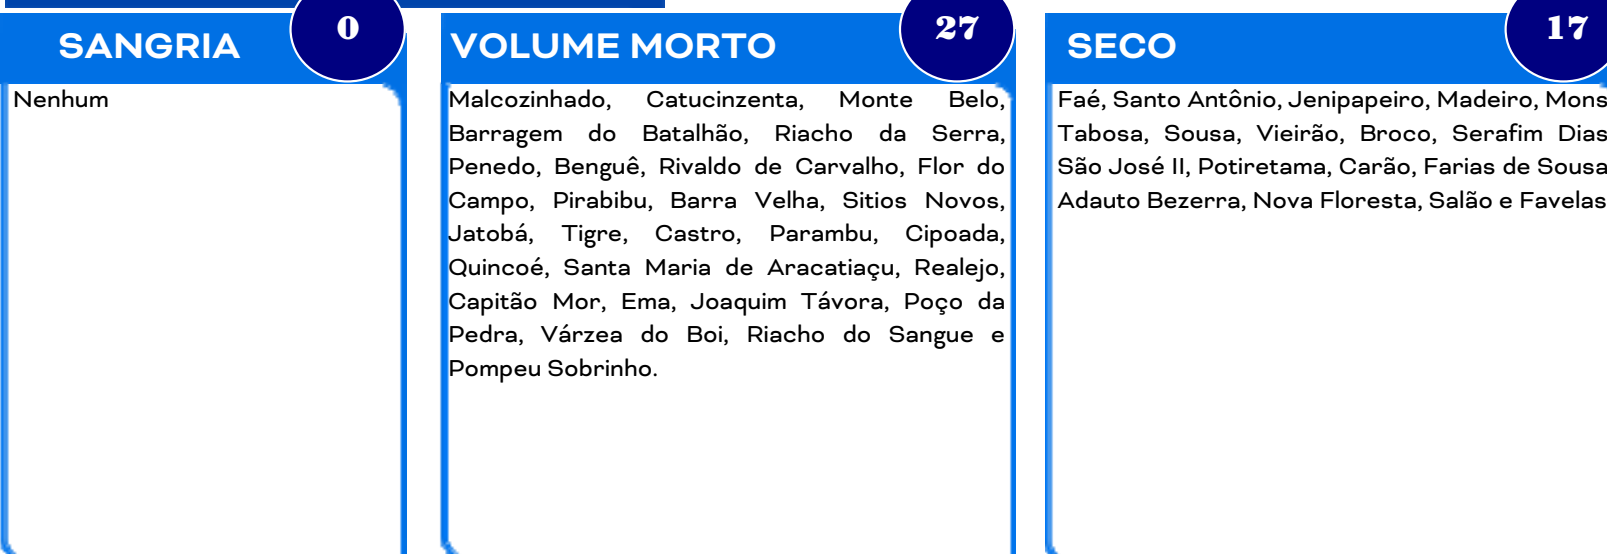 SANGRIA
0
Nenhum
VOLUME MORTO
27
Malcozinhado, Catucinzenta, Monte Belo,
Barragem do Batalhão, Riacho da Serra,
Penedo, Benguê, Rivaldo de Carvalho, Flor do
Campo, Pirabibu, Barra Velha, Sitios Novos,
Jatobá, Tigre, Castro, Parambu, Cipoada,
Quincoé, Santa Maria de Aracatiaçu, Realejo,
Capitão Mor, Ema, Joaquim Távora, Poço da
Pedra, Várzea do Boi, Riacho do Sangue e
Pompeu Sobrinho.
SECO
17
Faé, Santo Antônio, Jenipapeiro, Madeiro, Mons
Tabosa, Sousa, Vieirão, Broco, Serafim Dias
São José II, Potiretama, Carão, Farias de Sousa
Adauto Bezerra, Nova Floresta, Salão e Favelas